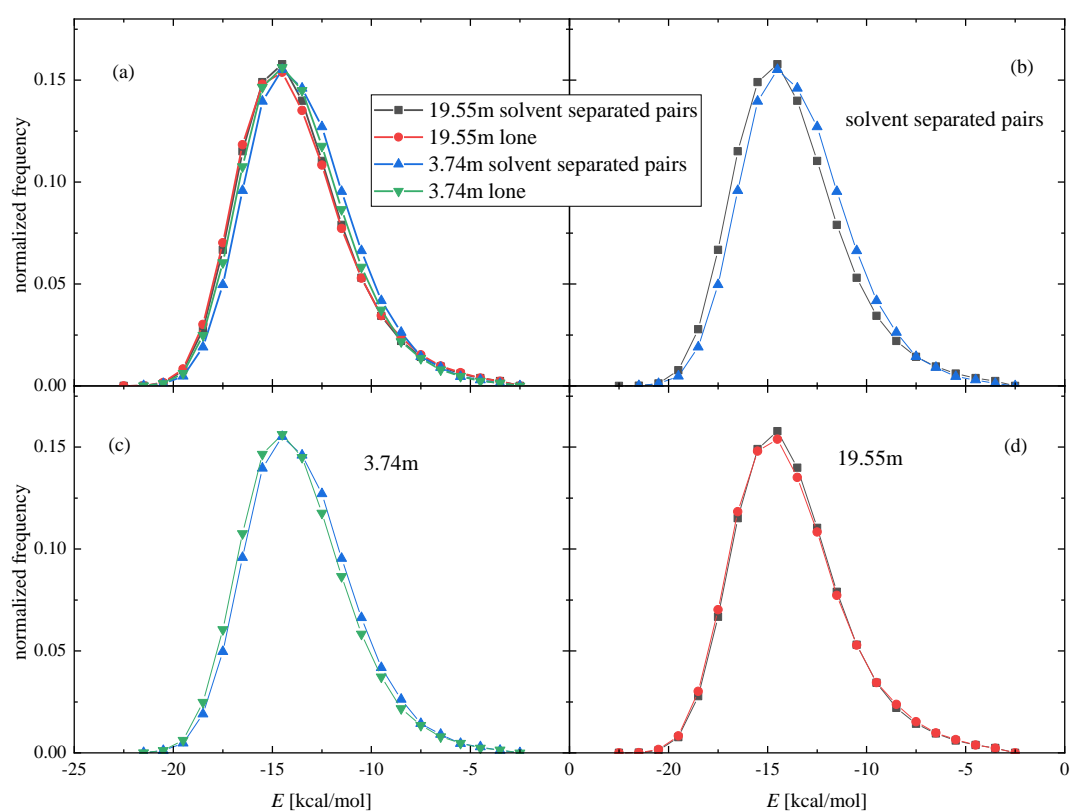 (a)
(b)
0.15
19.55m solvent separated pairs
19.55m lone
3.74m solvent separated pairs
3.74m lone
solvent separated pairs
normalized frequency
0.10
0.05
0.00
(c)
3.74m
19.55m
(d)
0.15
normalized frequency
0.10
0.05
0.00
-25 -20 -15 -10 -5 0 -20 -15 -10 -5 0
E [kcal/mol] E [kcal/mol]